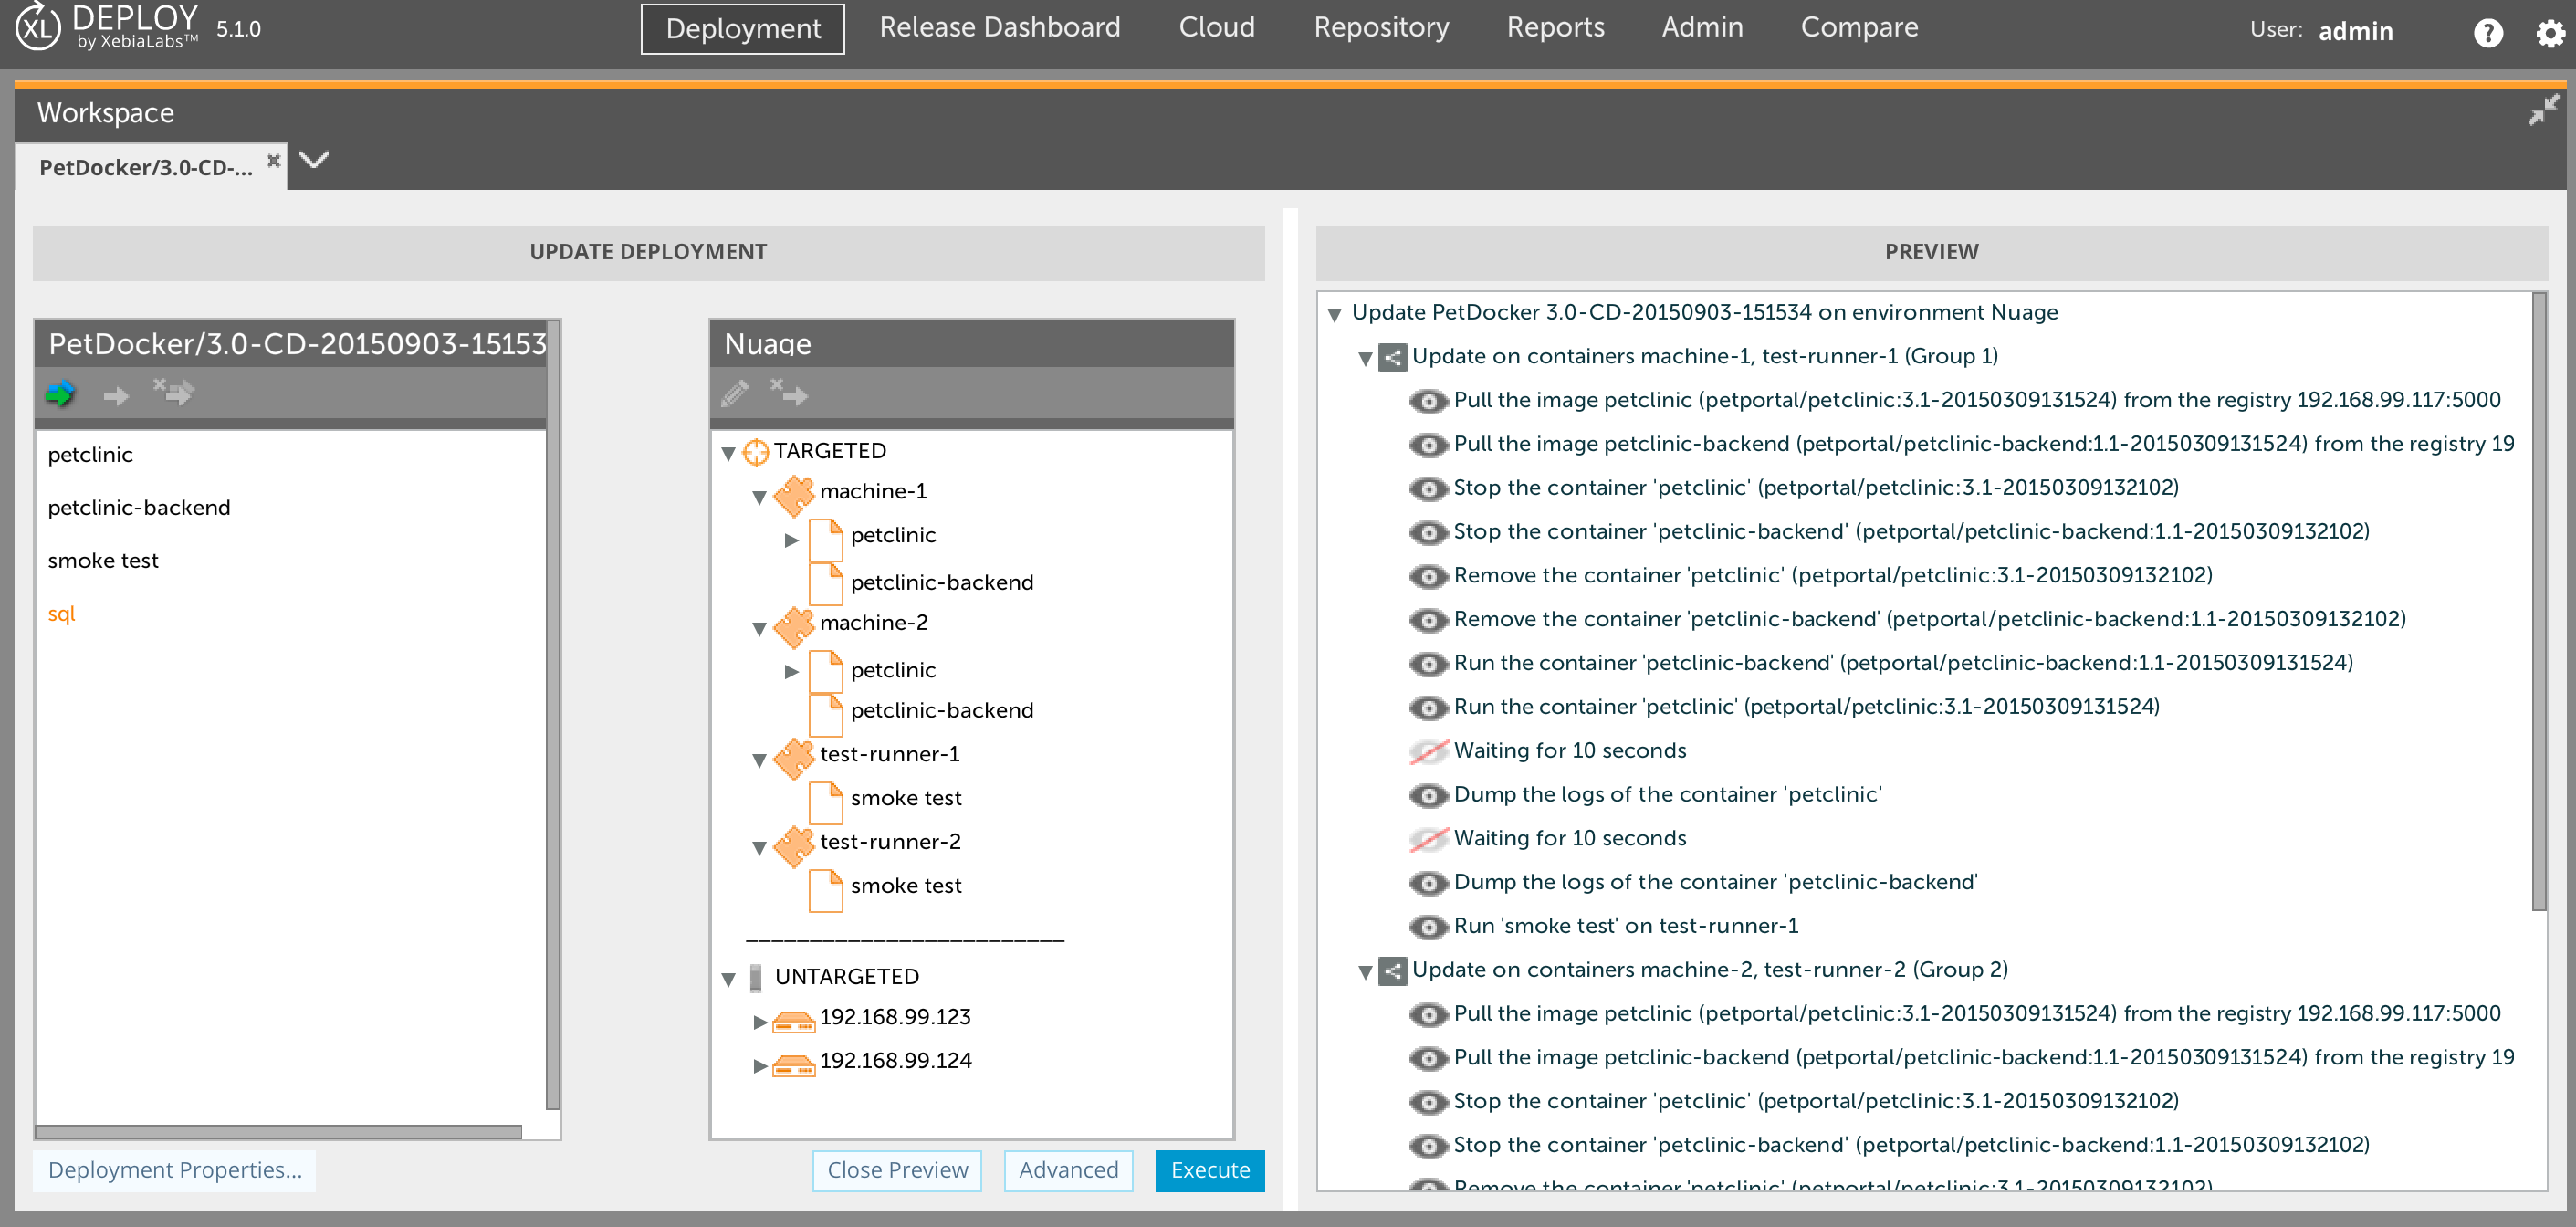 XL DEPLOY by XebiaLabs™ 5.1.0
Deployment Release Dashboard Cloud Repository Reports Admin Compare
User: admin ?
Workspace
PetDocker/3.0-CD-...
UPDATE DEPLOYMENT
PetDocker/3.0-CD-20150903-15153
petclinic
petclinic-backend
smoke test
sql
Nuage
TARGETED
machine-1
petclinic
petclinic-backend
machine-2
petclinic
petclinic-backend
test-runner-1
smoke test
test-runner-2
smoke test
_________________________
UNTARGETED
192.168.99.123
192.168.99.124
Deployment Properties...
Close Preview
Advanced
Execute
PREVIEW
Update PetDocker 3.0-CD-20150903-151534 on environment Nuage
Update on containers machine-1, test-runner-1 (Group 1)
Pull the image petclinic (petportal/petclinic:3.1-20150309131524) from the registry 192.168.99.117:5000
Pull the image petclinic-backend (petportal/petclinic-backend:1.1-20150309131524) from the registry 19
Stop the container 'petclinic' (petportal/petclinic:3.1-20150309132102)
Stop the container 'petclinic-backend' (petportal/petclinic-backend:1.1-20150309132102)
Remove the container 'petclinic' (petportal/petclinic:3.1-20150309132102)
Remove the container 'petclinic-backend' (petportal/petclinic-backend:1.1-20150309132102)
Run the container 'petclinic-backend' (petportal/petclinic-backend:1.1-20150309131524)
Run the container 'petclinic' (petportal/petclinic:3.1-20150309131524)
Waiting for 10 seconds
Dump the logs of the container 'petclinic'
Waiting for 10 seconds
Dump the logs of the container 'petclinic-backend'
Run 'smoke test' on test-runner-1
Update on containers machine-2, test-runner-2 (Group 2)
Pull the image petclinic (petportal/petclinic:3.1-20150309131524) from the registry 192.168.99.117:5000
Pull the image petclinic-backend (petportal/petclinic-backend:1.1-20150309131524) from the registry 19
Stop the container 'petclinic' (petportal/petclinic:3.1-20150309132102)
Stop the container 'petclinic-backend' (petportal/petclinic-backend:1.1-20150309132102)
Remove the container 'petclinic' (petportal/petclinic:3.1-20150309132102)